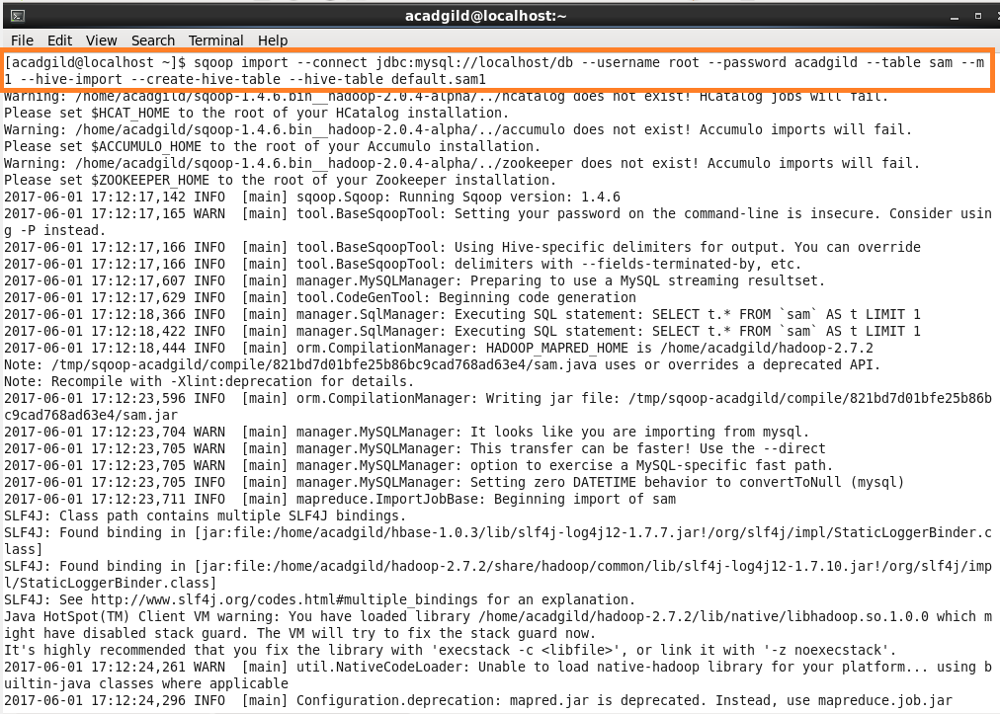 acadgild@localhost:~
File Edit View Search Terminal Help
[acadgild@localhost ~]$ sqoop import --connect jdbc:mysql://localhost/db --username root --password acadgild --table sam --m
1 --hive-import --create-hive-table --hive-table default.sam1
Warning: /home/acadgild/sqoop-1.4.6.bin__hadoop-2.0.4-alpha/../hcatalog does not exist! HCatalog jobs will fail.
Please set $HCAT_HOME to the root of your HCatalog installation.
Warning: /home/acadgild/sqoop-1.4.6.bin__hadoop-2.0.4-alpha/../accumulo does not exist! Accumulo imports will fail.
Please set $ACCUMULO_HOME to the root of your Accumulo installation.
Warning: /home/acadgild/sqoop-1.4.6.bin__hadoop-2.0.4-alpha/../zookeeper does not exist! Accumulo imports will fail.
Please set $ZOOKEEPER_HOME to the root of your Zookeeper installation.
2017-06-01 17:12:17,142 INFO  [main] sqoop.Sqoop: Running Sqoop version: 1.4.6
2017-06-01 17:12:17,165 WARN  [main] tool.BaseSqoopTool: Setting your password on the command-line is insecure. Consider usin
g -P instead.
2017-06-01 17:12:17,166 INFO  [main] tool.BaseSqoopTool: Using Hive-specific delimiters for output. You can override
2017-06-01 17:12:17,166 INFO  [main] tool.BaseSqoopTool: delimiters with --fields-terminated-by, etc.
2017-06-01 17:12:17,607 INFO  [main] manager.MySQLManager: Preparing to use a MySQL streaming resultset.
2017-06-01 17:12:17,629 INFO  [main] tool.CodeGenTool: Beginning code generation
2017-06-01 17:12:18,366 INFO  [main] manager.SqlManager: Executing SQL statement: SELECT t.* FROM `sam` AS t LIMIT 1
2017-06-01 17:12:18,422 INFO  [main] manager.SqlManager: Executing SQL statement: SELECT t.* FROM `sam` AS t LIMIT 1
2017-06-01 17:12:18,444 INFO  [main] orm.CompilationManager: HADOOP_MAPRED_HOME is /home/acadgild/hadoop-2.7.2
Note: /tmp/sqoop-acadgild/compile/821bd7d01bfe25b86bc9cad768ad63e4/sam.java uses or overrides a deprecated API.
Note: Recompile with -Xlint:deprecation for details.
2017-06-01 17:12:23,596 INFO  [main] orm.CompilationManager: Writing jar file: /tmp/sqoop-acadgild/compile/821bd7d01bfe25b86b
c9cad768ad63e4/sam.jar
2017-06-01 17:12:23,704 WARN  [main] manager.MySQLManager: It looks like you are importing from mysql.
2017-06-01 17:12:23,705 WARN  [main] manager.MySQLManager: This transfer can be faster! Use the --direct
2017-06-01 17:12:23,705 WARN  [main] manager.MySQLManager: option to exercise a MySQL-specific fast path.
2017-06-01 17:12:23,705 INFO  [main] manager.MySQLManager: Setting zero DATETIME behavior to convertToNull (mysql)
2017-06-01 17:12:23,711 INFO  [main] mapreduce.ImportJobBase: Beginning import of sam
SLF4J: Class path contains multiple SLF4J bindings.
SLF4J: Found binding in [jar:file:/home/acadgild/hbase-1.0.3/lib/slf4j-log4j12-1.7.7.jar!/org/slf4j/impl/StaticLoggerBinder.c
lass]
SLF4J: Found binding in [jar:file:/home/acadgild/hadoop-2.7.2/share/hadoop/common/lib/slf4j-log4j12-1.7.10.jar!/org/slf4j/imp
l/StaticLoggerBinder.class]
SLF4J: See http://www.slf4j.org/codes.html#multiple_bindings for an explanation.
Java HotSpot(TM) Client VM warning: You have loaded library /home/acadgild/hadoop-2.7.2/lib/native/libhadoop.so.1.0.0 which m
ight have disabled stack guard. The VM will try to fix the stack guard now.
It's highly recommended that you fix the library with 'execstack -c <libfile>', or link it with '-z noexecstack'.
2017-06-01 17:12:24,261 WARN  [main] util.NativeCodeLoader: Unable to load native-hadoop library for your platform... using b
uiltin-java classes where applicable
2017-06-01 17:12:24,296 INFO  [main] Configuration.deprecation: mapred.jar is deprecated. Instead, use mapreduce.job.jar